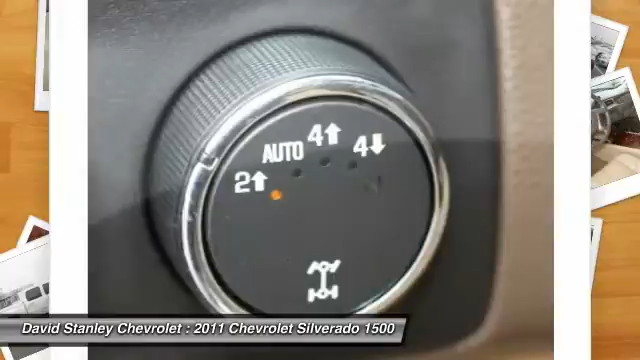 4⬆
AUTO
4⬇
2⬆
David Stanley Chevrolet : 2011 Chevrolet Silverado 1500